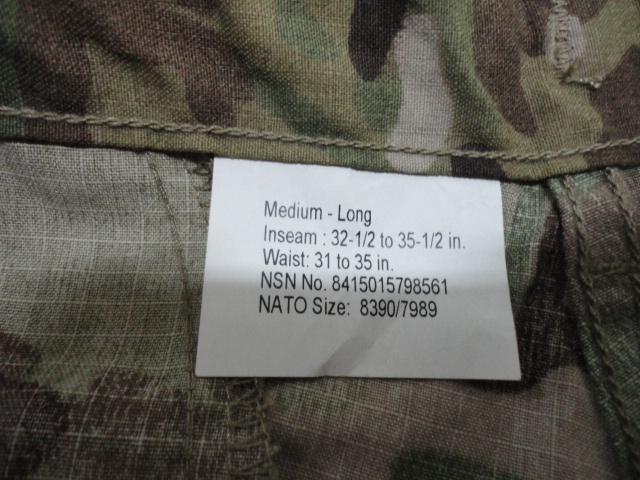 Medium - Long
Inseam : 32-1/2 to 35-1/2 in.
Waist: 31 to 35 in.
NSN No. 8415015798561
NATO Size: 8390/7989